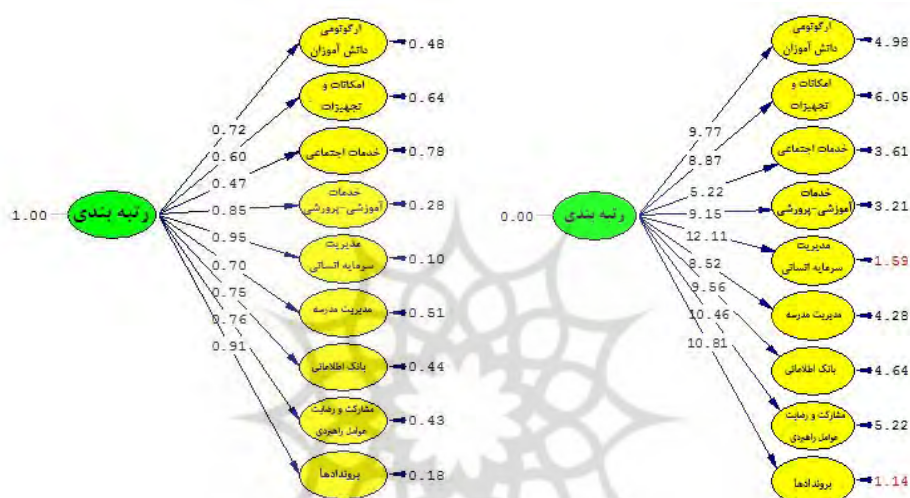 ارگونومی
دانش آموزان
0.48
امکانات و
تجهیزات
0.64
خدمات اجتماعی
0.78
خدمات
آموزشی-پرورشی
0.28
مدیریت
سرمایه انسانی
0.10
مدیریت مدرسه
0.51
بانک اطلاعاتی
0.44
مشارکت و رضایت
عوامل راهبردی
0.43
بروندادها
0.18
1.00
رتبه بندی
0.72
0.60
0.47
0.85
0.95
0.70
0.75
0.76
0.91
ارگونومی
دانش آموزان
4.98
امکانات و
تجهیزات
6.05
خدمات اجتماعی
3.61
خدمات
آموزشی-پرورشی
3.21
مدیریت
سرمایه انسانی
1.59
مدیریت مدرسه
4.28
بانک اطلاعاتی
4.64
مشارکت و رضایت
عوامل راهبردی
5.22
بروندادها
1.14
0.00
رتبه بندی
9.77
8.87
5.22
9.15
12.11
8.52
9.56
10.46
10.81